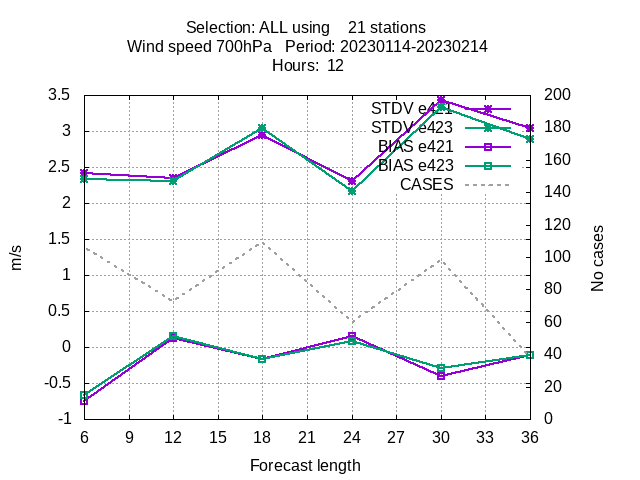 Selection: ALL using    21 stations
Wind speed 700hPa   Period: 20230114-20230214
Hours:  12
3.5
3
2.5
2
1.5
1
0.5
0
-0.5
-1
m/s
200
180
160
140
120
100
80
60
40
20
0
No cases
STDV e421
STDV e423
BIAS e421
BIAS e423
CASES
6 9 12 15 18 21 24 27 30 33 36
Forecast length